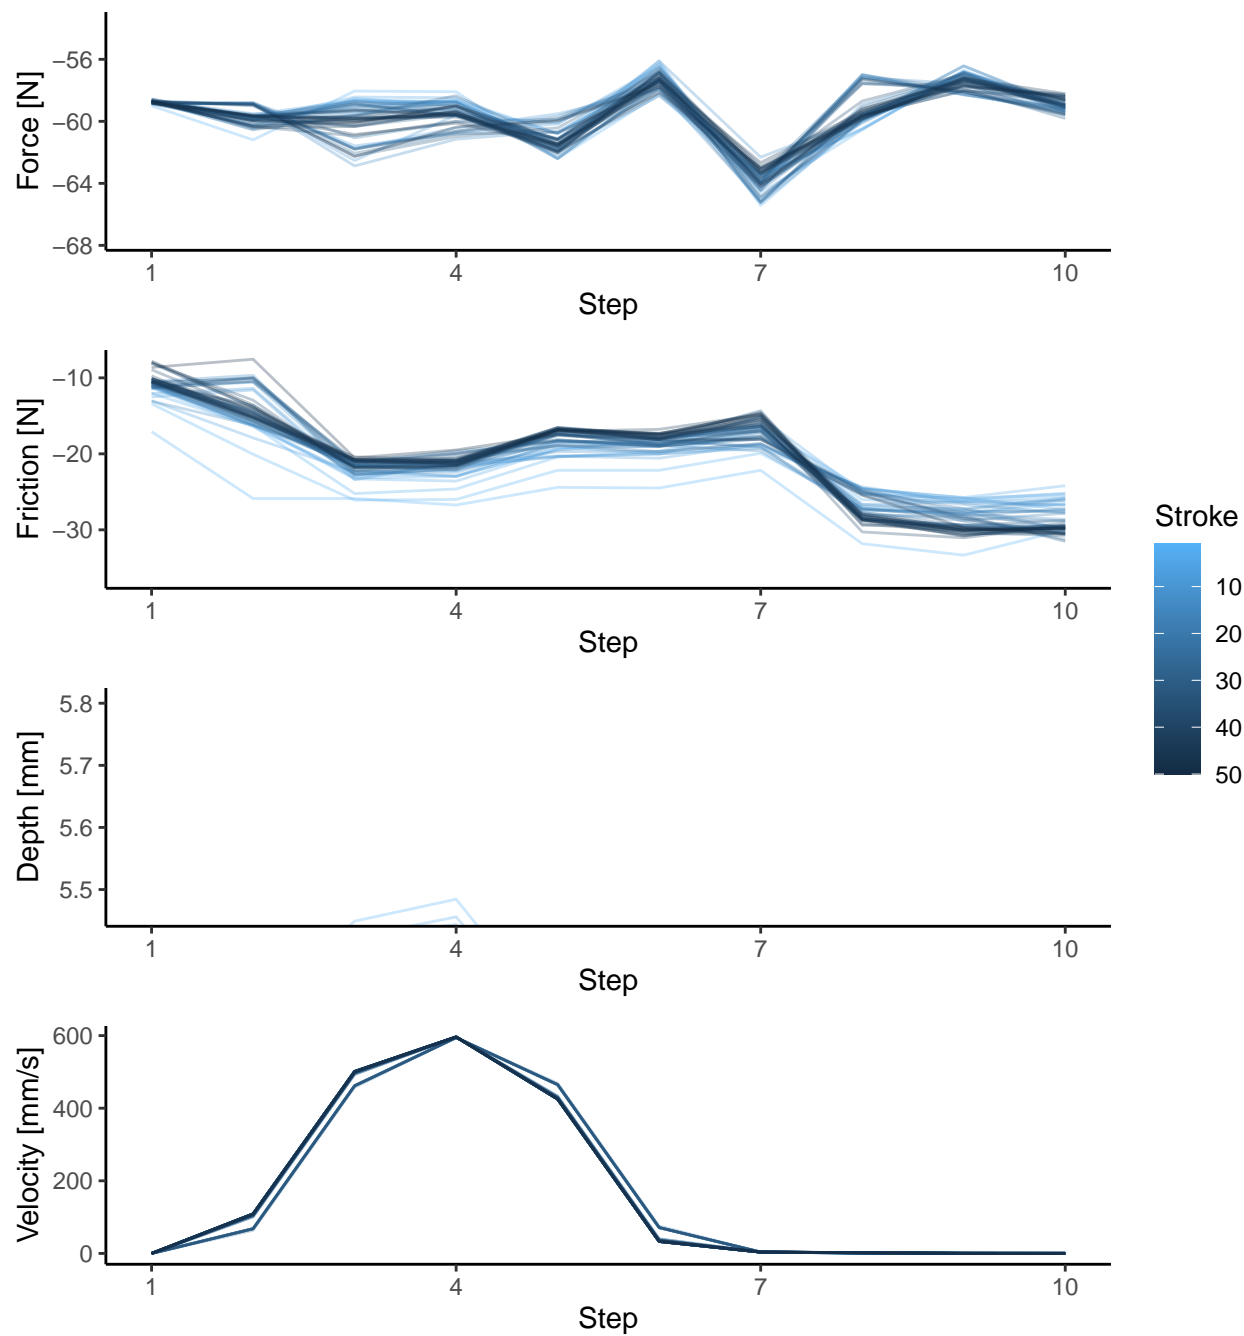 Force [N]
−56
−60
−64
−68
1 4 7 10
Step
Friction [N]
−10
−20
−30
1 4 7 10
Step
Stroke
10
20
30
40
50
Depth [mm]
5.8
5.7
5.6
5.5
1 4 7 10
Step
Velocity [mm/s]
600
400
200
0
1 4 7 10
Step